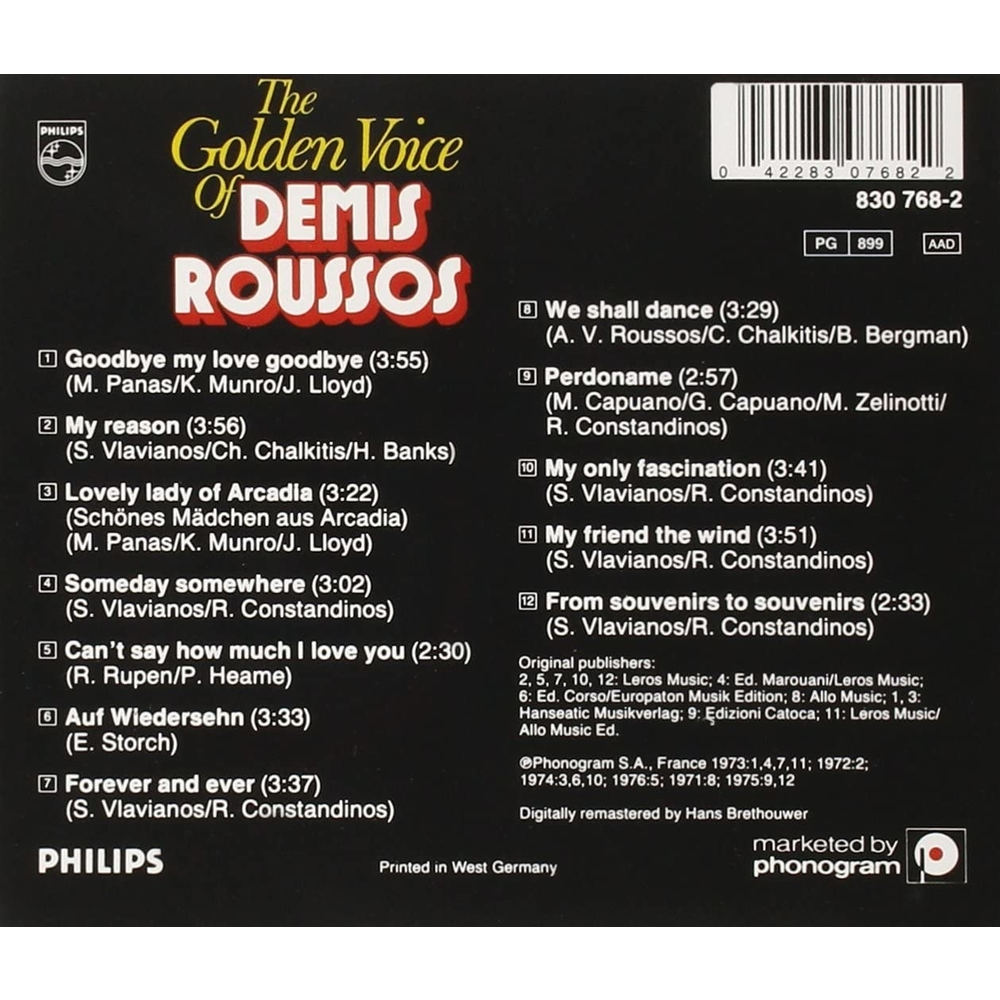 PHILIPS
The
Golden Voice
Of DEMIS
ROUSSOS
0 42283 07682 2
830 768-2
PG 899 AAD
1 Goodbye my love goodbye (3:55)
(M. Panas/K. Munro/J. Lloyd)
2 My reason (3:56)
(S. Vlavianos/Ch. Chalkitis/H. Banks)
3 Lovely lady of Arcadia (3:22)
(Schönes Mädchen aus Arcadia)
(M. Panas/K. Munro/J. Lloyd)
4 Someday somewhere (3:02)
(S. Vlavianos/R. Constandinos)
5 Can't say how much I love you (2:30)
(R. Rupen/P. Heame)
6 Auf Wiedersehn (3:33)
(E. Storch)
7 Forever and ever (3:37)
(S. Vlavianos/R. Constandinos)
8 We shall dance (3:29)
(A. V. Roussos/C. Chalkitis/B. Bergman)
9 Perdoname (2:57)
(M. Capuano/G. Capuano/M. Zelinotti/
R. Constandinos)
10 My only fascination (3:41)
(S. Vlavianos/R. Constandinos)
11 My friend the wind (3:51)
(S. Vlavianos/R. Constandinos)
12 From souvenirs to souvenirs (2:33)
(S. Vlavianos/R. Constandinos)
Original publishers:
2, 5, 7, 10, 12: Leros Music; 4: Ed. Marouani/Leros Music;
6: Ed. Corso/Europaton Musik Edition; 8: Allo Music; 1, 3:
Hanseatic Musikverlag; 9: Edizioni Catoca; 11: Leros Music/
Allo Music Ed.
℗Phonogram S.A., France 1973:1,4,7,11; 1972:2;
1974:3,6,10; 1976:5; 1971:8; 1975:9,12
Digitally remastered by Hans Brethouwer
PHILIPS
Printed in West Germany
marketed by
phonogram